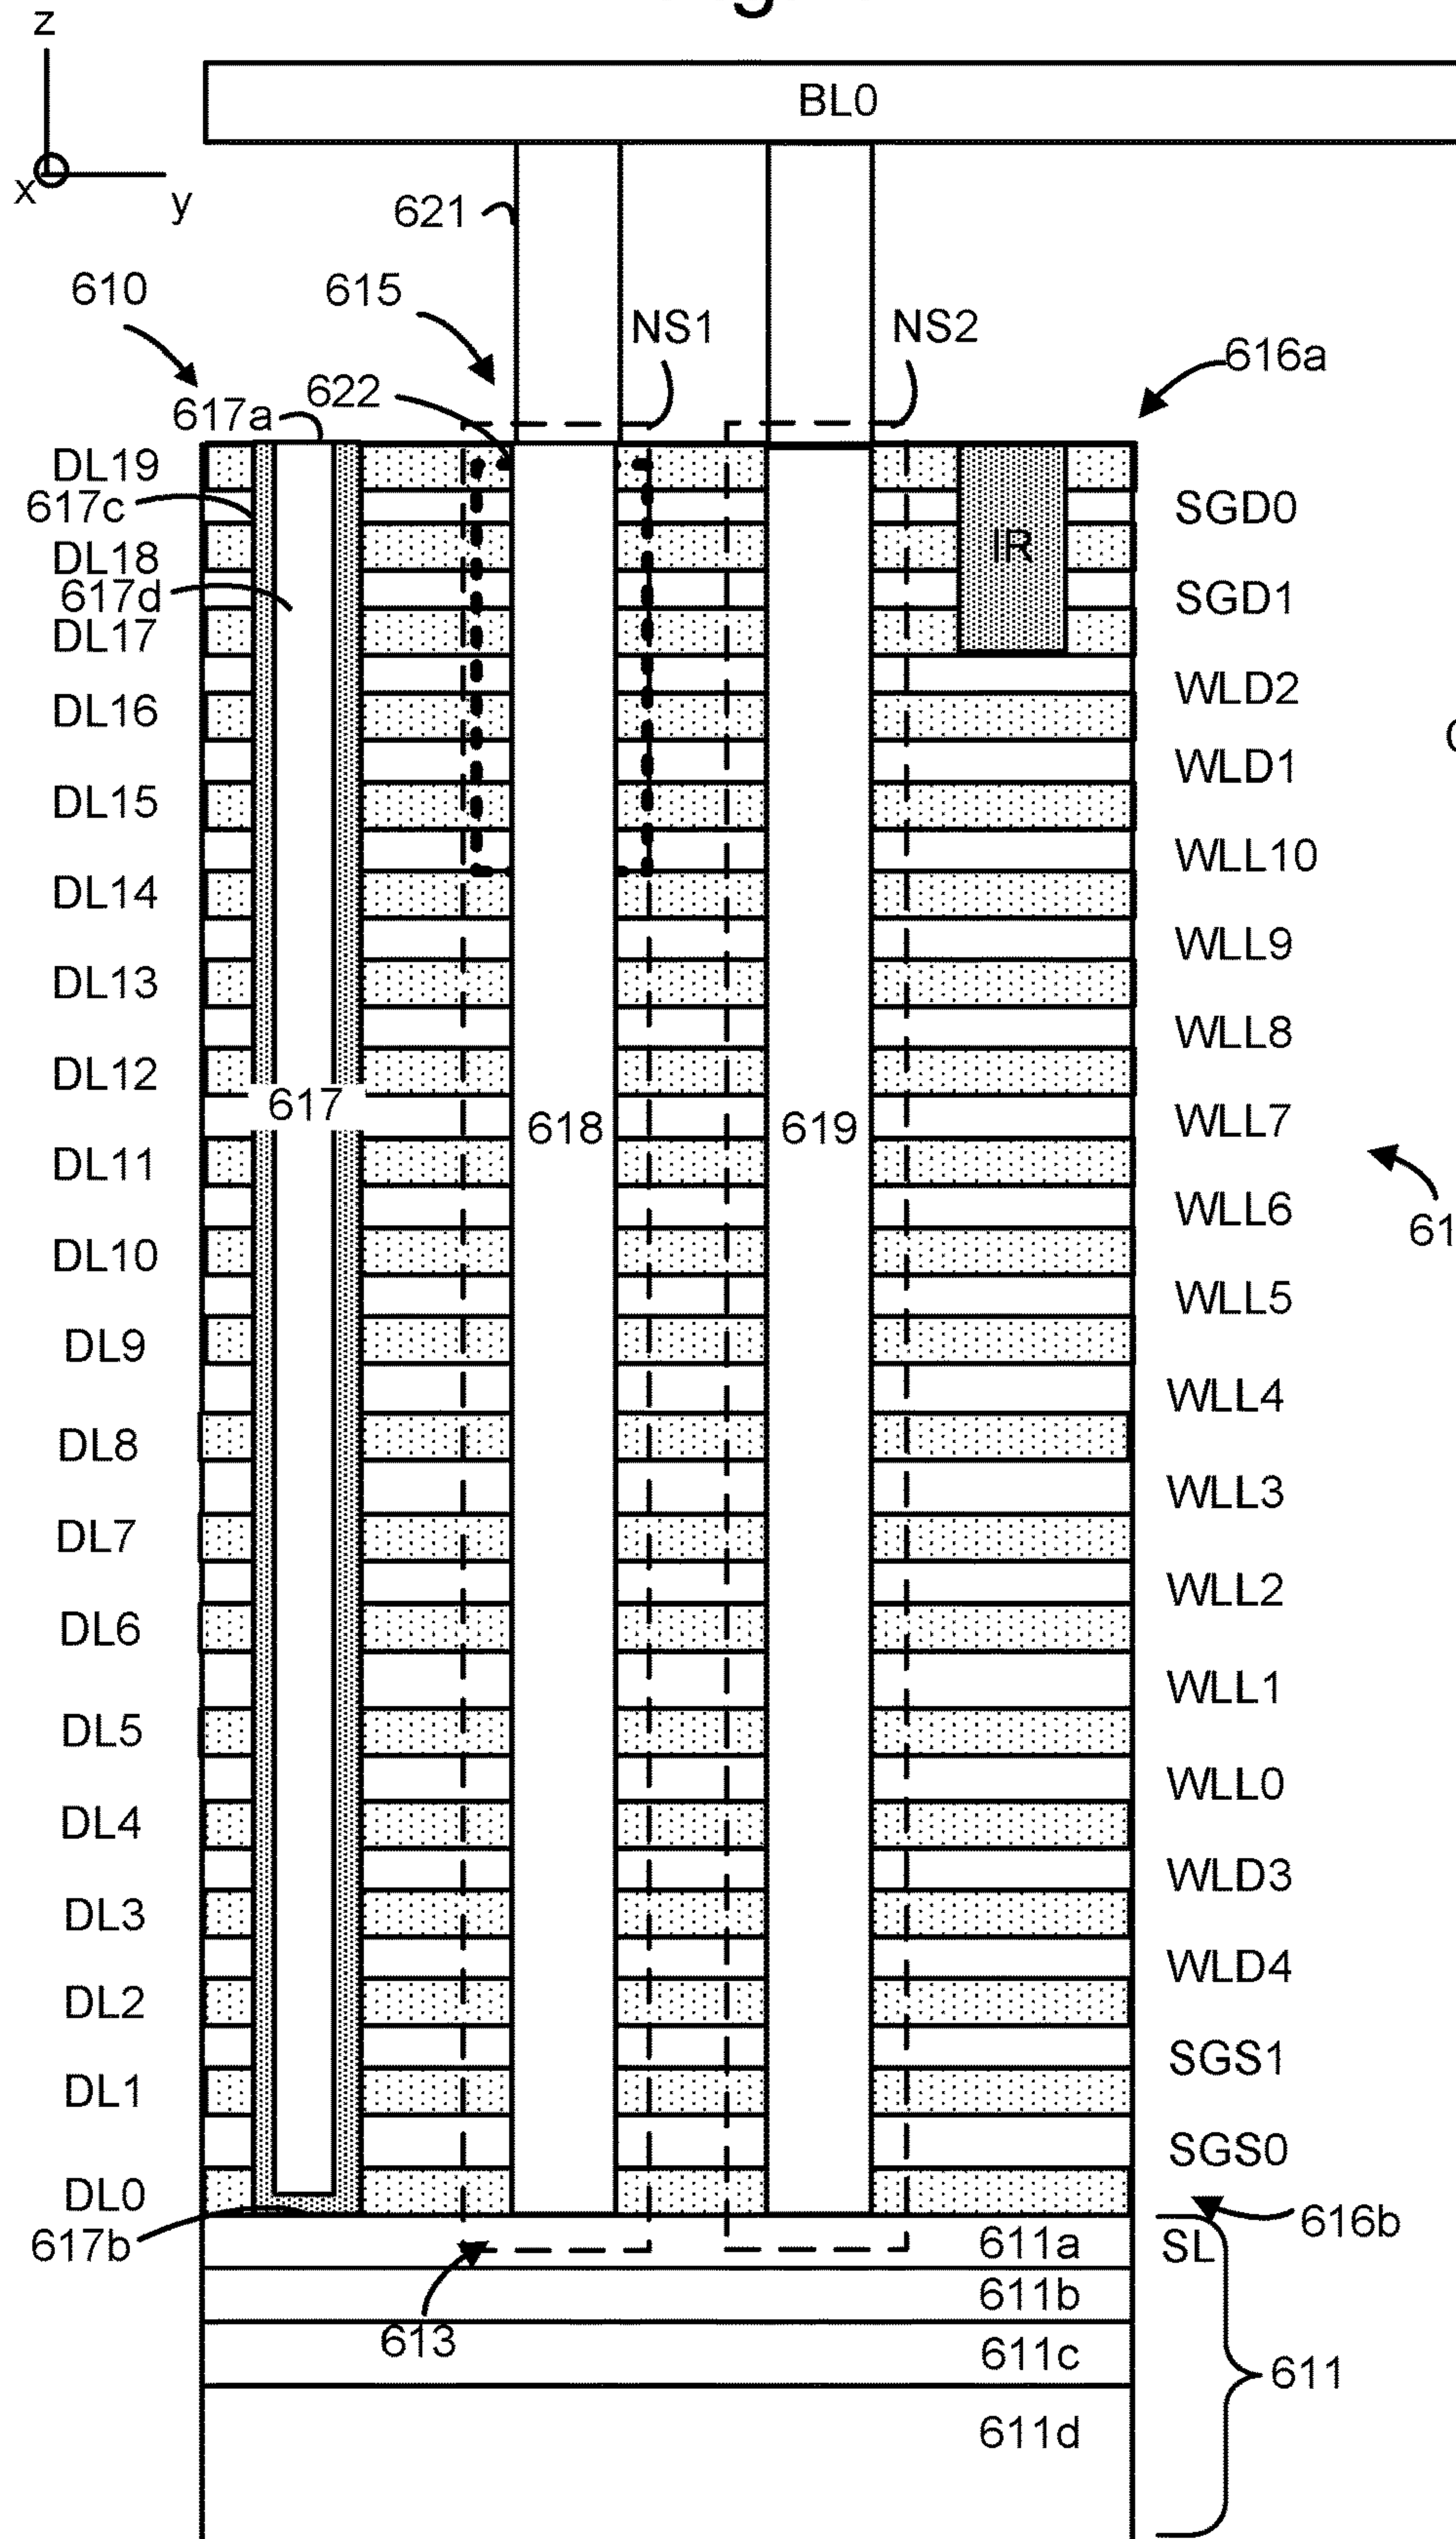 z
BL0
x
y
621
610
615
NS1
NS2
616a
622
617a
DL19
617c
SGD0
DL18
IR
617d
SGD1
DL17
WLD2
DL16
WLD1
DL15
WLL10
DL14
WLL9
DL13
WLL8
DL12
617
618
619
WLL7
DL11
WLL6
DL10
WLL5
DL9
WLL4
DL8
WLL3
DL7
WLL2
DL6
WLL1
DL5
WLL0
DL4
WLD3
DL3
WLD4
DL2
SGS1
DL1
SGS0
DL0
616b
617b
611a
SL
611b
613
611c
611
611d